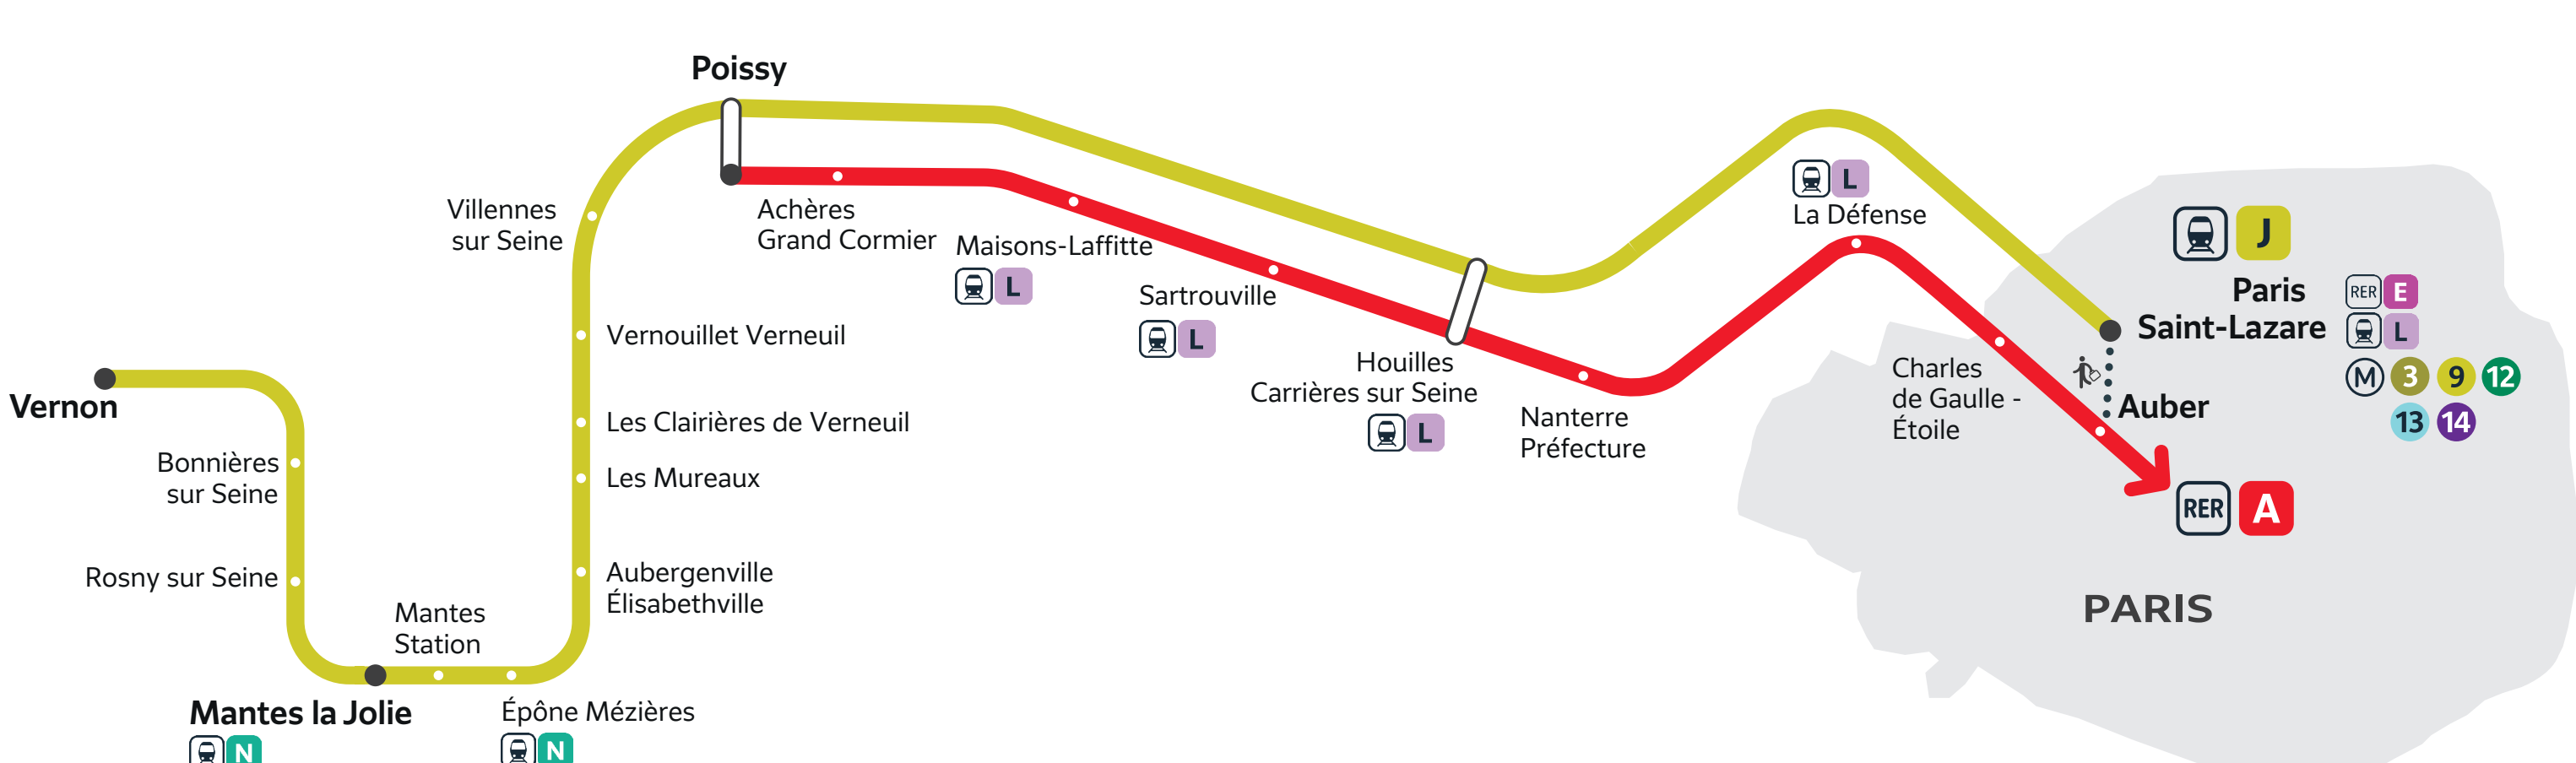 Poissy
Villennes
sur Seine
Achères
Grand Cormier
Maisons-Laffitte
L
Sartrouville
L
Houilles
Carrières sur Seine
L
Nanterre
Préfecture
L
La Défense
Charles
de Gaulle -
Étoile
J
Paris
Saint-Lazare
RER E
L
M 3 9 12
13 14
Auber
RER A
PARIS
Vernouillet Verneuil
Les Clairières de Verneuil
Les Mureaux
Aubergenville
Élisabethville
Vernon
Bonnières
sur Seine
Rosny sur Seine
Mantes
Station
Mantes la Jolie
N
Épône Mézières
N